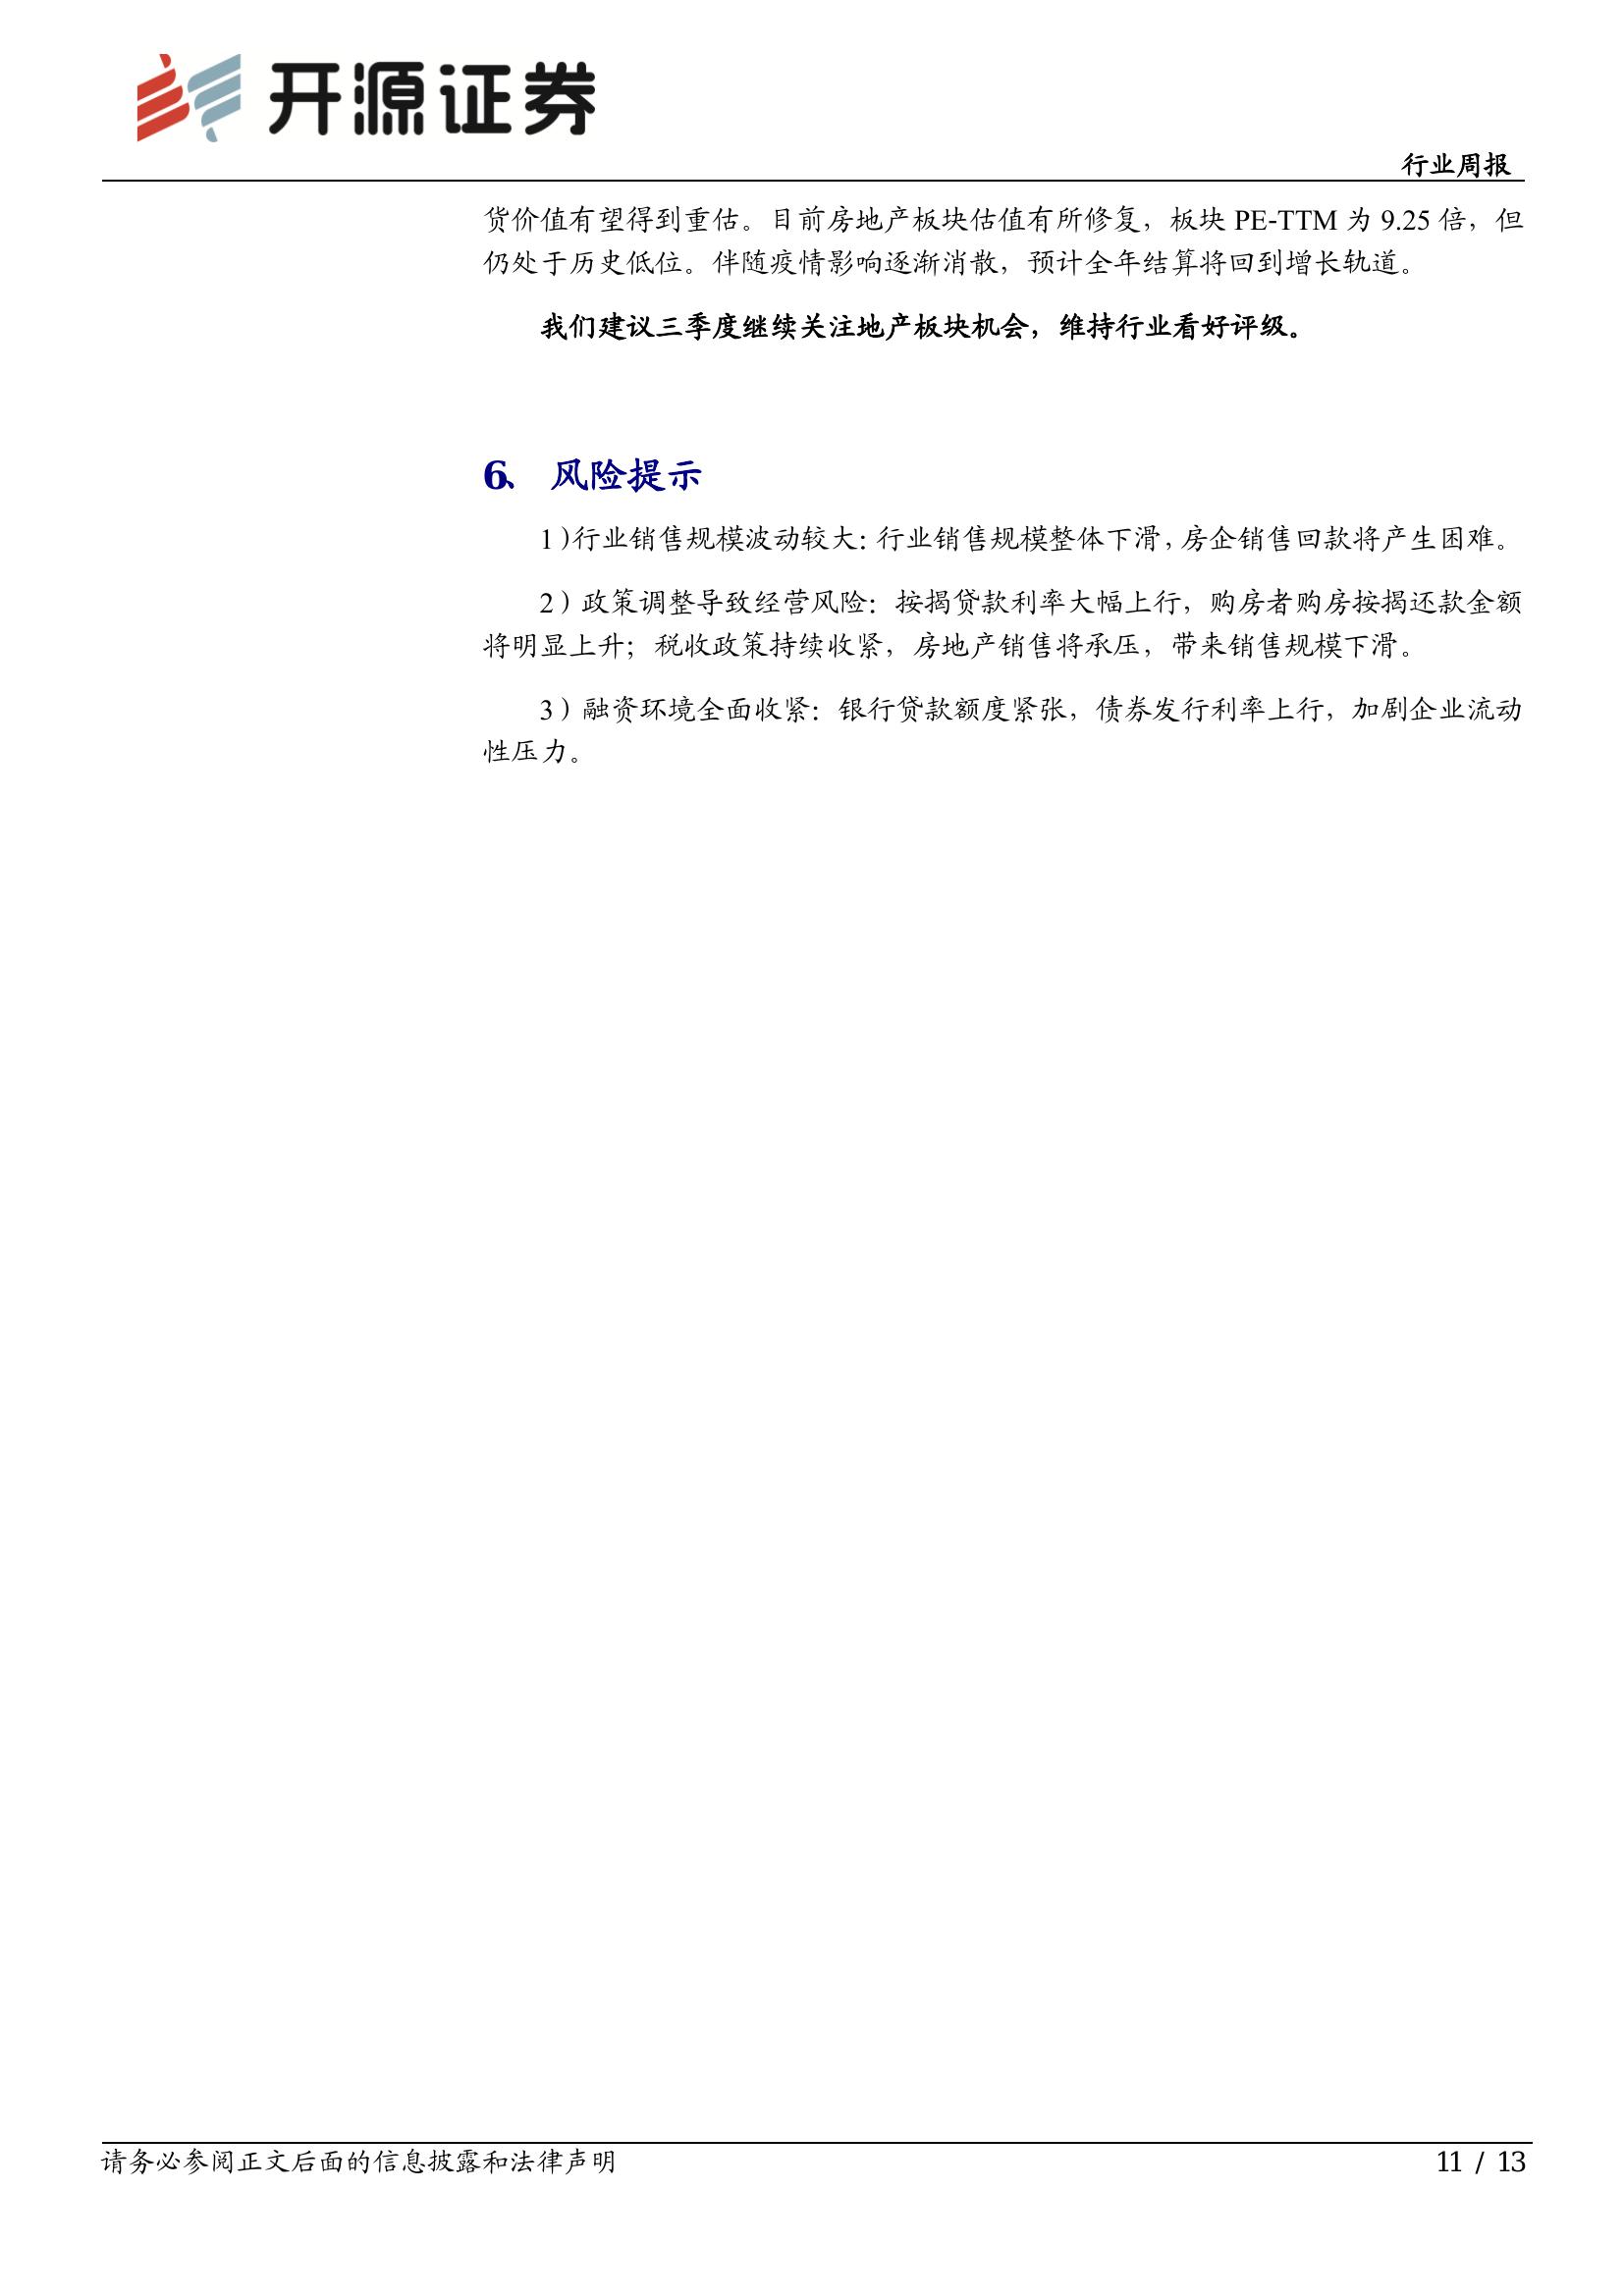 开源证券
行业周报
货价值有望得到重估。目前房地产板块估值有所修复，板块 PE-TTM 为 9.25 倍，但
仍处于历史低位。伴随疫情影响逐渐消散，预计全年结算将回到增长轨道。
我们建议三季度继续关注地产板块机会，维持行业看好评级。
6、 风险提示
1）行业销售规模波动较大：行业销售规模整体下滑，房企销售回款将产生困难。
2）政策调整导致经营风险：按揭贷款利率大幅上行，购房者购房按揭还款金额
将明显上升；税收政策持续收紧，房地产销售将承压，带来销售规模下滑。
3）融资环境全面收紧：银行贷款额度紧张，债券发行利率上行，加剧企业流动
性压力。
请务必参阅正文后面的信息披露和法律声明
11 / 13